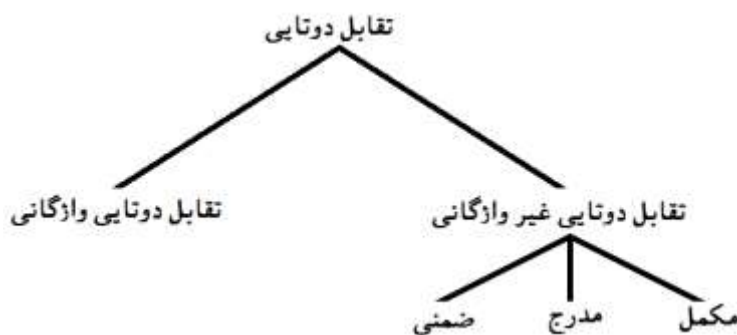 تقابل دوتایی
تقابل دوتایی غیر واژگانی
تقابل دوتایی واژگانی
مکمل
مدرج
ضمنی